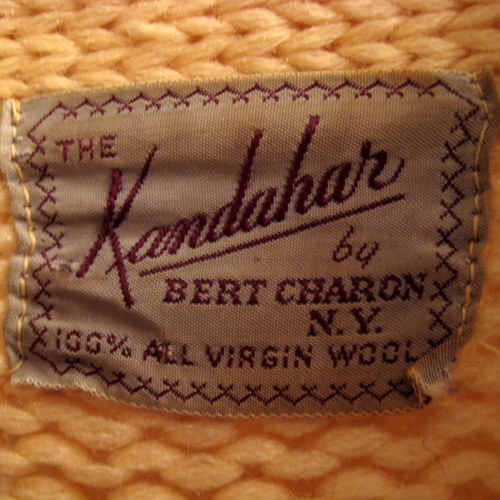 THE
Kandahar
by
BERT CHARON
N.Y.
100% ALL VIRGIN WOOL